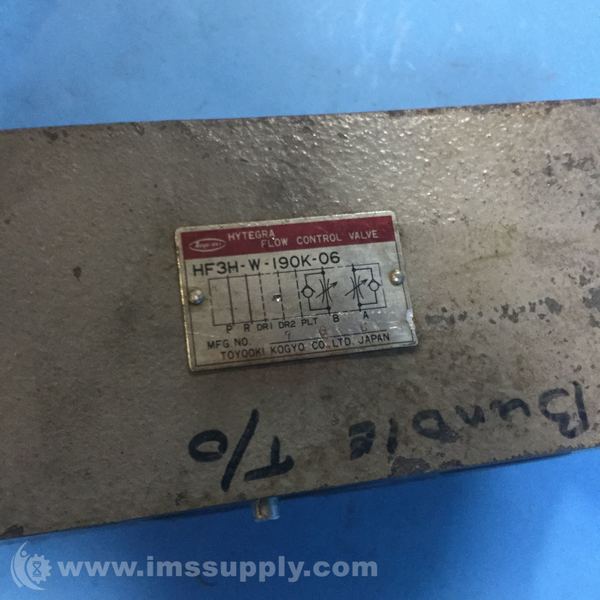 HYTEGRA
FLOW CONTROL VALVE
HF3H-W-190K-06
P R DR1 DR2 PLT B A
MFG. NO.
TOYOOKI KOGYO CO. LTD. JAPAN
BUNDLE
T/O
www.imssupply.com